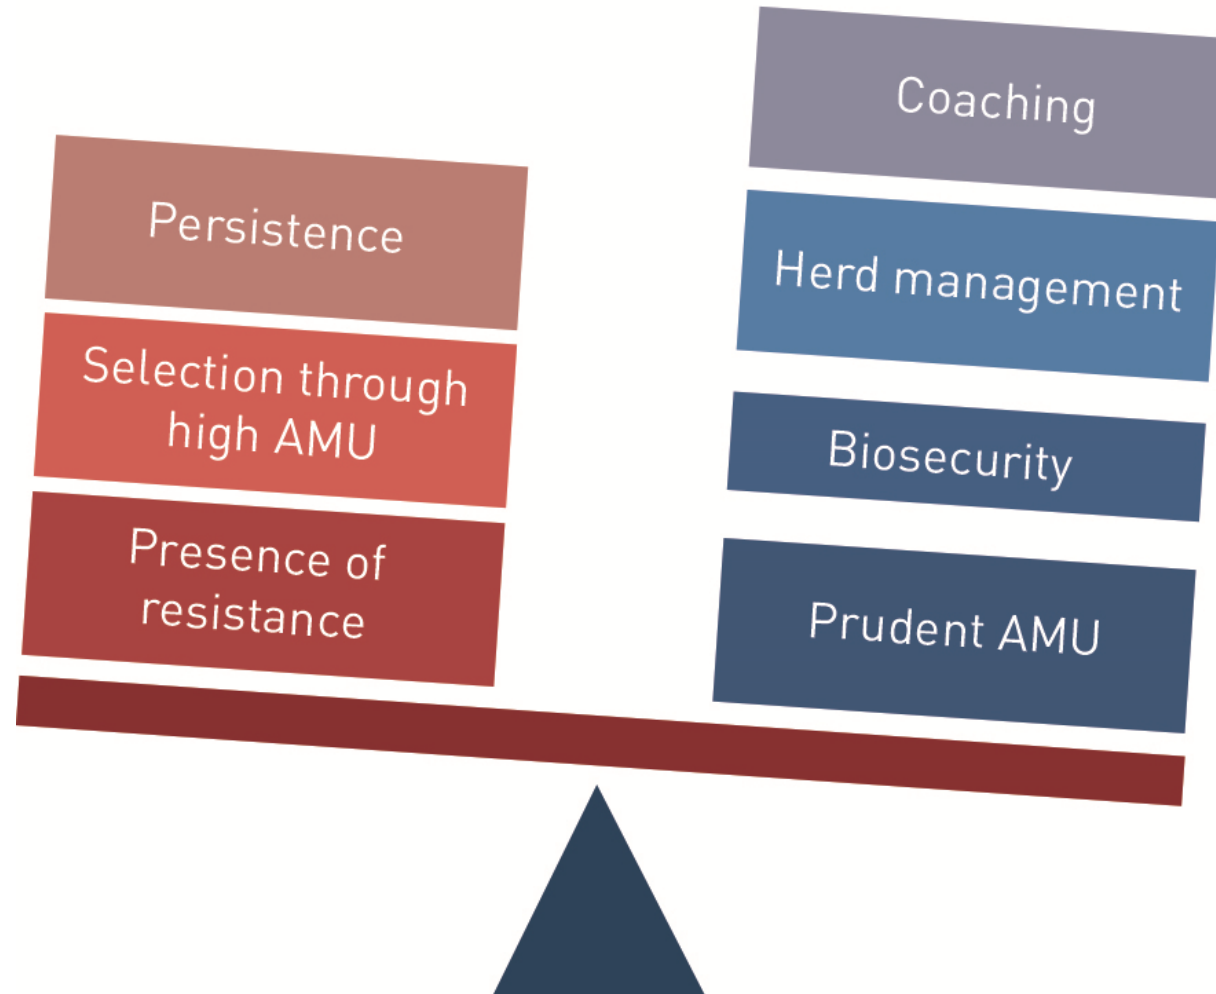 Persistence
Selection through
high AMU
Presence of
resistance
Coaching
Herd management
Biosecurity
Prudent AMU